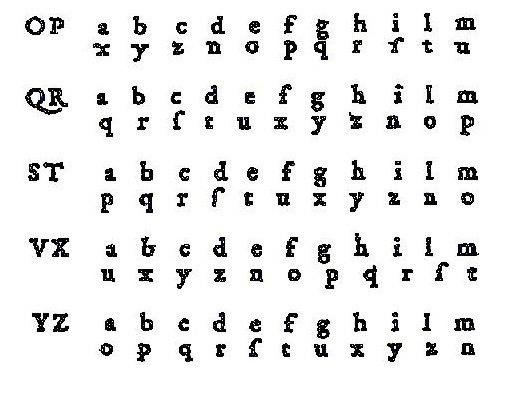 OP a b c d e f g h i l m
x y z n o p q r ſ t u
QR a b c d e f g h i l m
q r ſ t u x y z n o p
ST a b c d e f g h i l m
p q r ſ t u x y z n o
VX a b c d e f g h i l m
u x y z n o p q r ſ t
YZ a b c d e f g h i l m
o p q r ſ t u x y z n